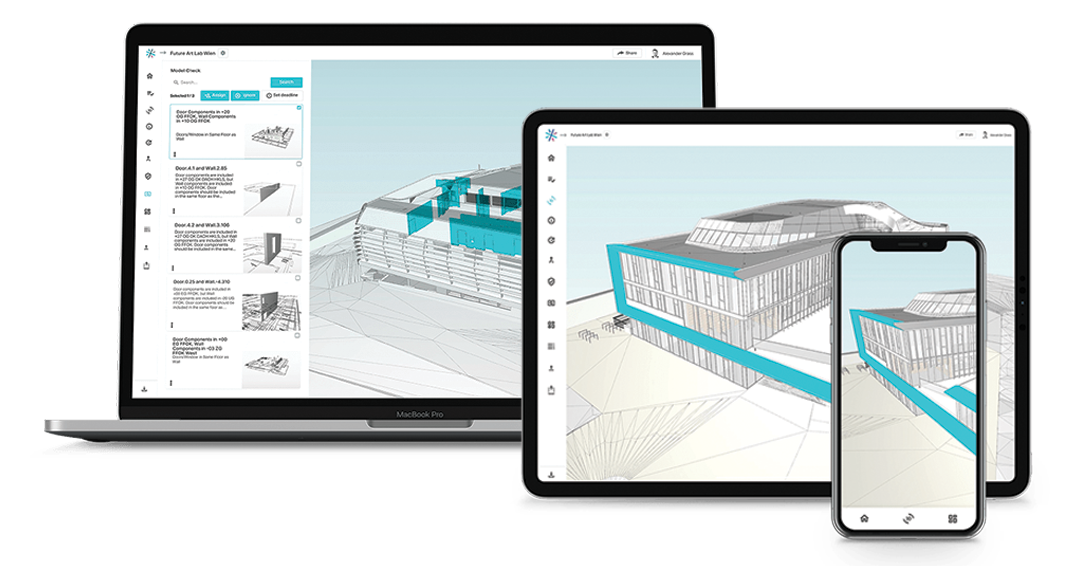 Future Art Lab Wien
Share
Alexander Grass
Model-Check
Search...
Search
Selected 1/2
Assign
Ignore
Set deadline
Door Components in +20
OG FFOK, Wall Components
in +10 OG FFOK
Doors/Window in Same Floor as
Wall
Door.4.1 and Wall.2.85
Door components are included
in +27 OG OK DACH HKLS, but
Wall components are included
in +10 OG FFOK. Door
components should be included
in the same floor as the...
Door.4.2 and Wall.3.106
Door components are included
in +27 OG OK DACH HKLS, but Wall
components are included in +20
OG FFOK. Door components
should be included in the same...
Door.0.25 and Wall.-4.210
Door components are included in
+00 EG FFOK, but Wall
components are included in -20 UG
FFOK. Door components should be
included in the same floor as...
Door Components in +00
EG FFOK, Wall
Components in -03 ZG
FFOK West
Doors/Window in Same Floor as
Wall
MacBook Pro
Future Art Lab Wien
Share
Alexander Grass